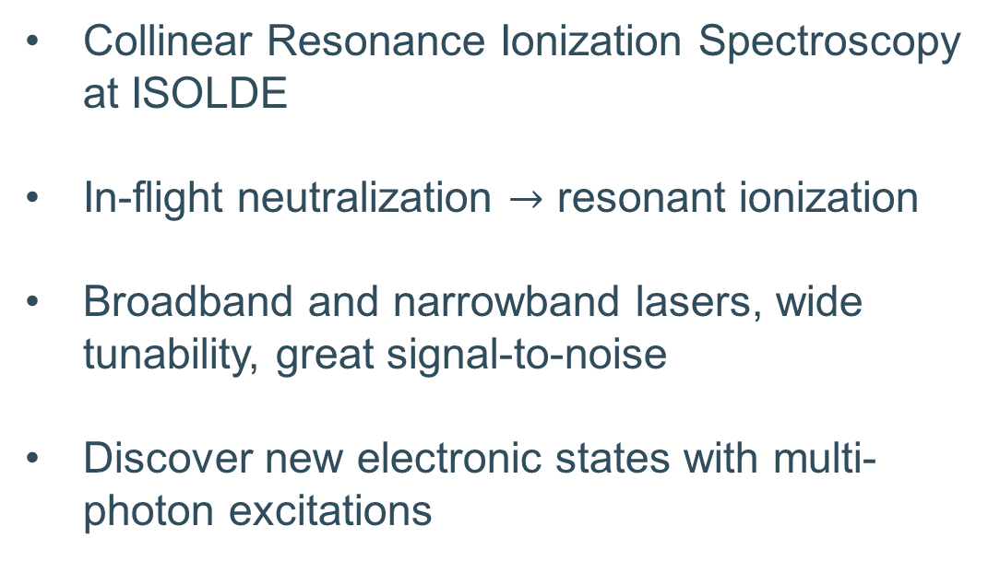 • Collinear Resonance Ionization Spectroscopy
at ISOLDE
• In-flight neutralization → resonant ionization
• Broadband and narrowband lasers, wide
tunability, great signal-to-noise
• Discover new electronic states with multi-
photon excitations